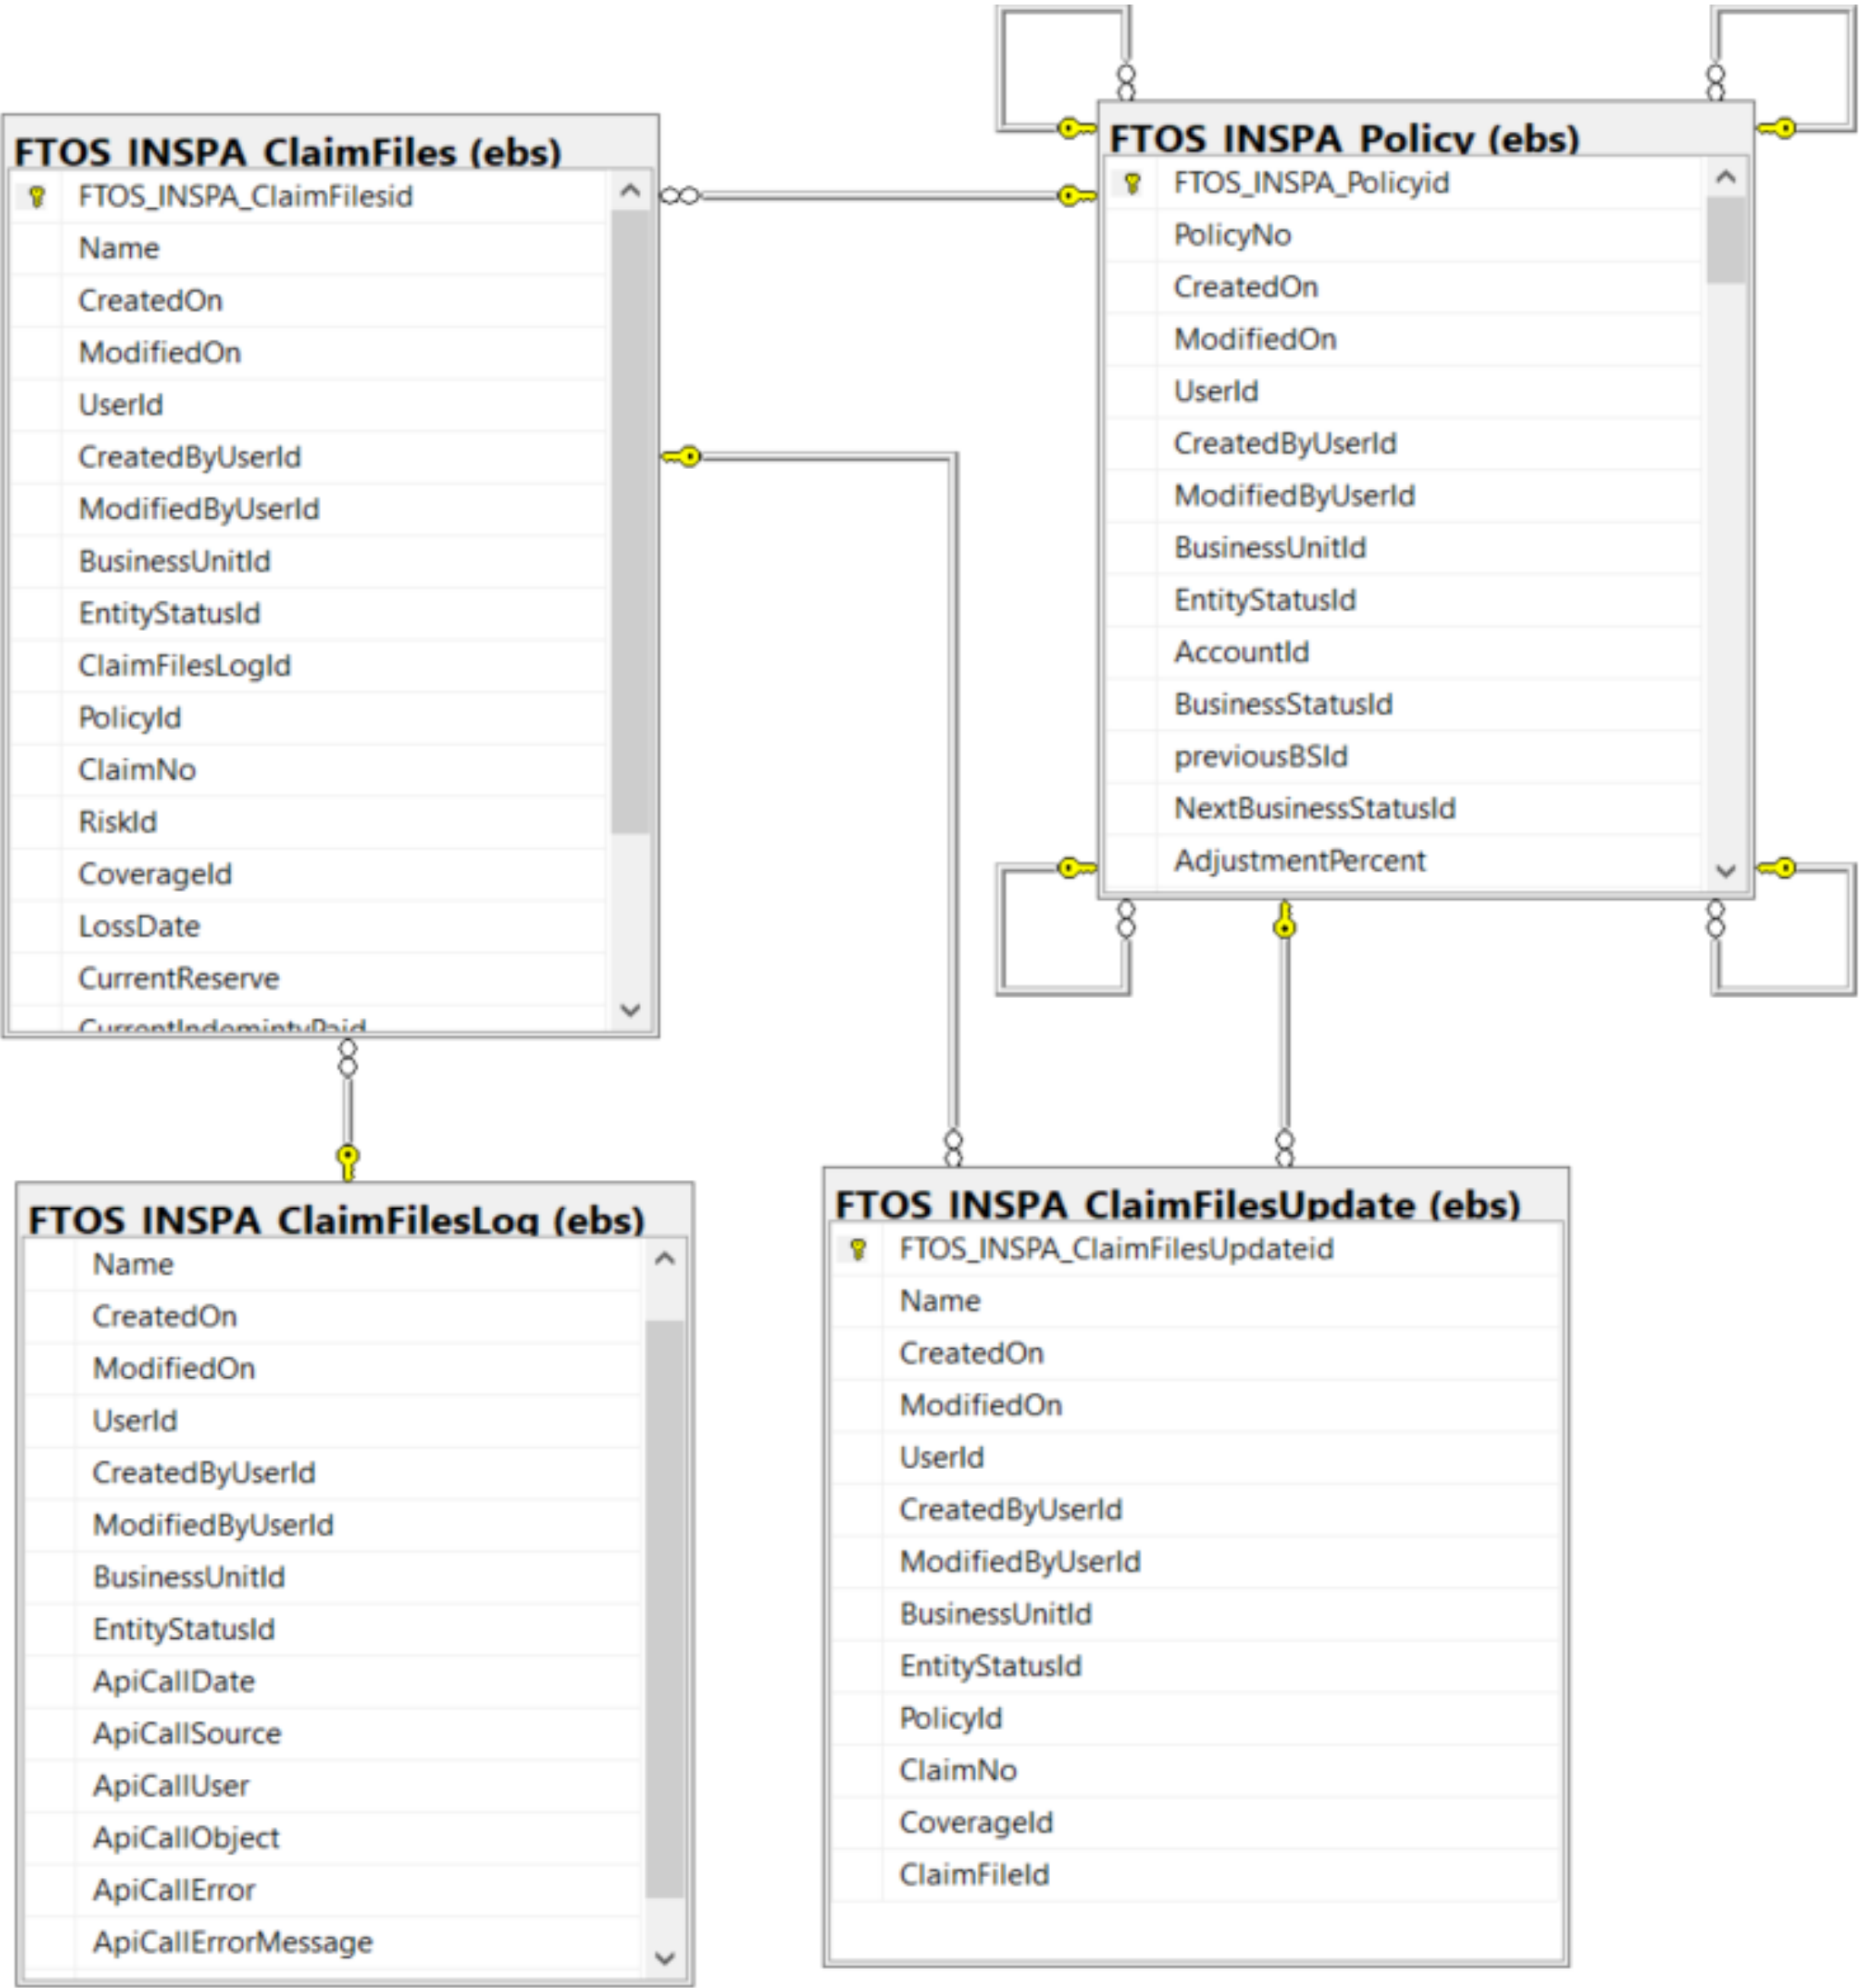 FTOS_INSPA_ClaimFiles (ebs)
FTOS_INSPA_ClaimFilesid
Name
CreatedOn
ModifiedOn
UserId
CreatedByUserId
ModifiedByUserId
BusinessUnitId
EntityStatusId
ClaimFilesLogId
PolicyId
ClaimNo
RiskId
CoverageId
LossDate
CurrentReserve
CurrentIndemintyPaid
FTOS_INSPA_Policy (ebs)
FTOS_INSPA_Policyid
PolicyNo
CreatedOn
ModifiedOn
UserId
CreatedByUserId
ModifiedByUserId
BusinessUnitId
EntityStatusId
AccountId
BusinessStatusId
previousBSId
NextBusinessStatusId
AdjustmentPercent
FTOS_INSPA_ClaimFilesLog (ebs)
Name
CreatedOn
ModifiedOn
UserId
CreatedByUserId
ModifiedByUserId
BusinessUnitId
EntityStatusId
ApiCallDate
ApiCallSource
ApiCallUser
ApiCallObject
ApiCallError
ApiCallErrorMessage
FTOS_INSPA_ClaimFilesUpdate (ebs)
FTOS_INSPA_ClaimFilesUpdateid
Name
CreatedOn
ModifiedOn
UserId
CreatedByUserId
ModifiedByUserId
BusinessUnitId
EntityStatusId
PolicyId
ClaimNo
CoverageId
ClaimFileId